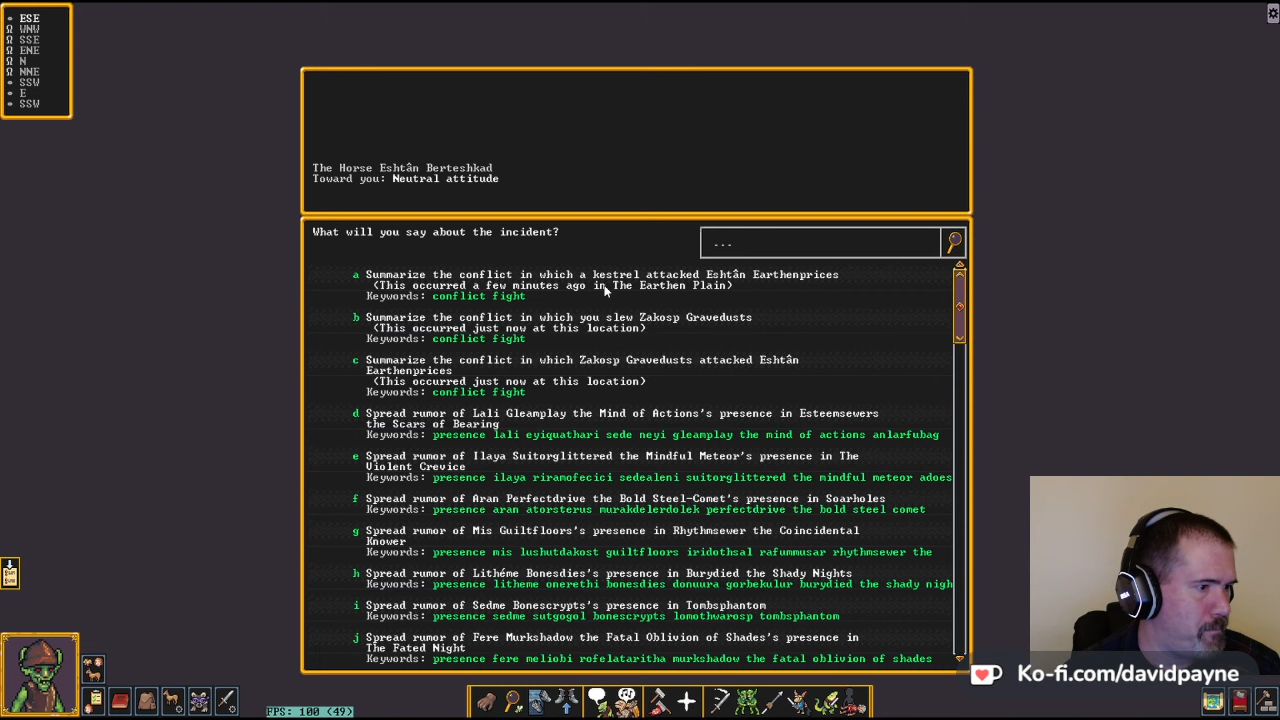 ESE
WNW
SSE
ENE
N
NNE
SSW
E
SSW
The Horse Eshtân Berteshkad
Toward you: Neutral attitude
What will you say about the incident?
...
a Summarize the conflict in which a kestrel attacked Eshtân Earthenprices
(This occurred a few minutes ago in The Earthen Plain)
Keywords: conflict fight
b Summarize the conflict in which you slew Zakosp Gravedusts
(This occurred just now at this location)
Keywords: conflict fight
c Summarize the conflict in which Zakosp Gravedusts attacked Eshtân
Earthenprices
(This occurred just now at this location)
Keywords: conflict fight
d Spread rumor of Lali Gleamplay the Mind of Actions's presence in Esteemsewers
the Scars of Bearing
Keywords: presence lali eyiquathari sede neyi gleamplay the mind of actions anlarfubag
e Spread rumor of Ilaya Suitorglittered the Mindful Meteor's presence in The
Violent Crevice
Keywords: presence ilaya riramofecici sedealeni suitorglittered the mindful meteor adoes
f Spread rumor of Aran Perfectdrive the Bold Steel-Comet's presence in Soarholes
Keywords: presence aran atorsterus murakdelerdolek perfectdrive the bold steel comet
g Spread rumor of Mis Guiltfloors's presence in Rhythmsewer the Coincidental
Knower
Keywords: presence mis lushutdakost guiltfloors iridothsal rafummusar rhythmsewer the
h Spread rumor of Lithéme Bonesdies's presence in Burydied the Shady Nights
Keywords: presence litheme onerethi bonesdies donuura gorbekulur burydied the shady nigh
i Spread rumor of Sedme Bonescrypts's presence in Tombsphantom
Keywords: presence sedme sutgogol bonescrypts lomothwarosp tombsphantom
j Spread rumor of Fere Murkshadow the Fatal Oblivion of Shades's presence in
The Fated Night
Keywords: presence fere meliobi rofelataritha murkshadow the fatal oblivion of shades
Ko-fi.com/davidpayne
FPS: 100 (49)